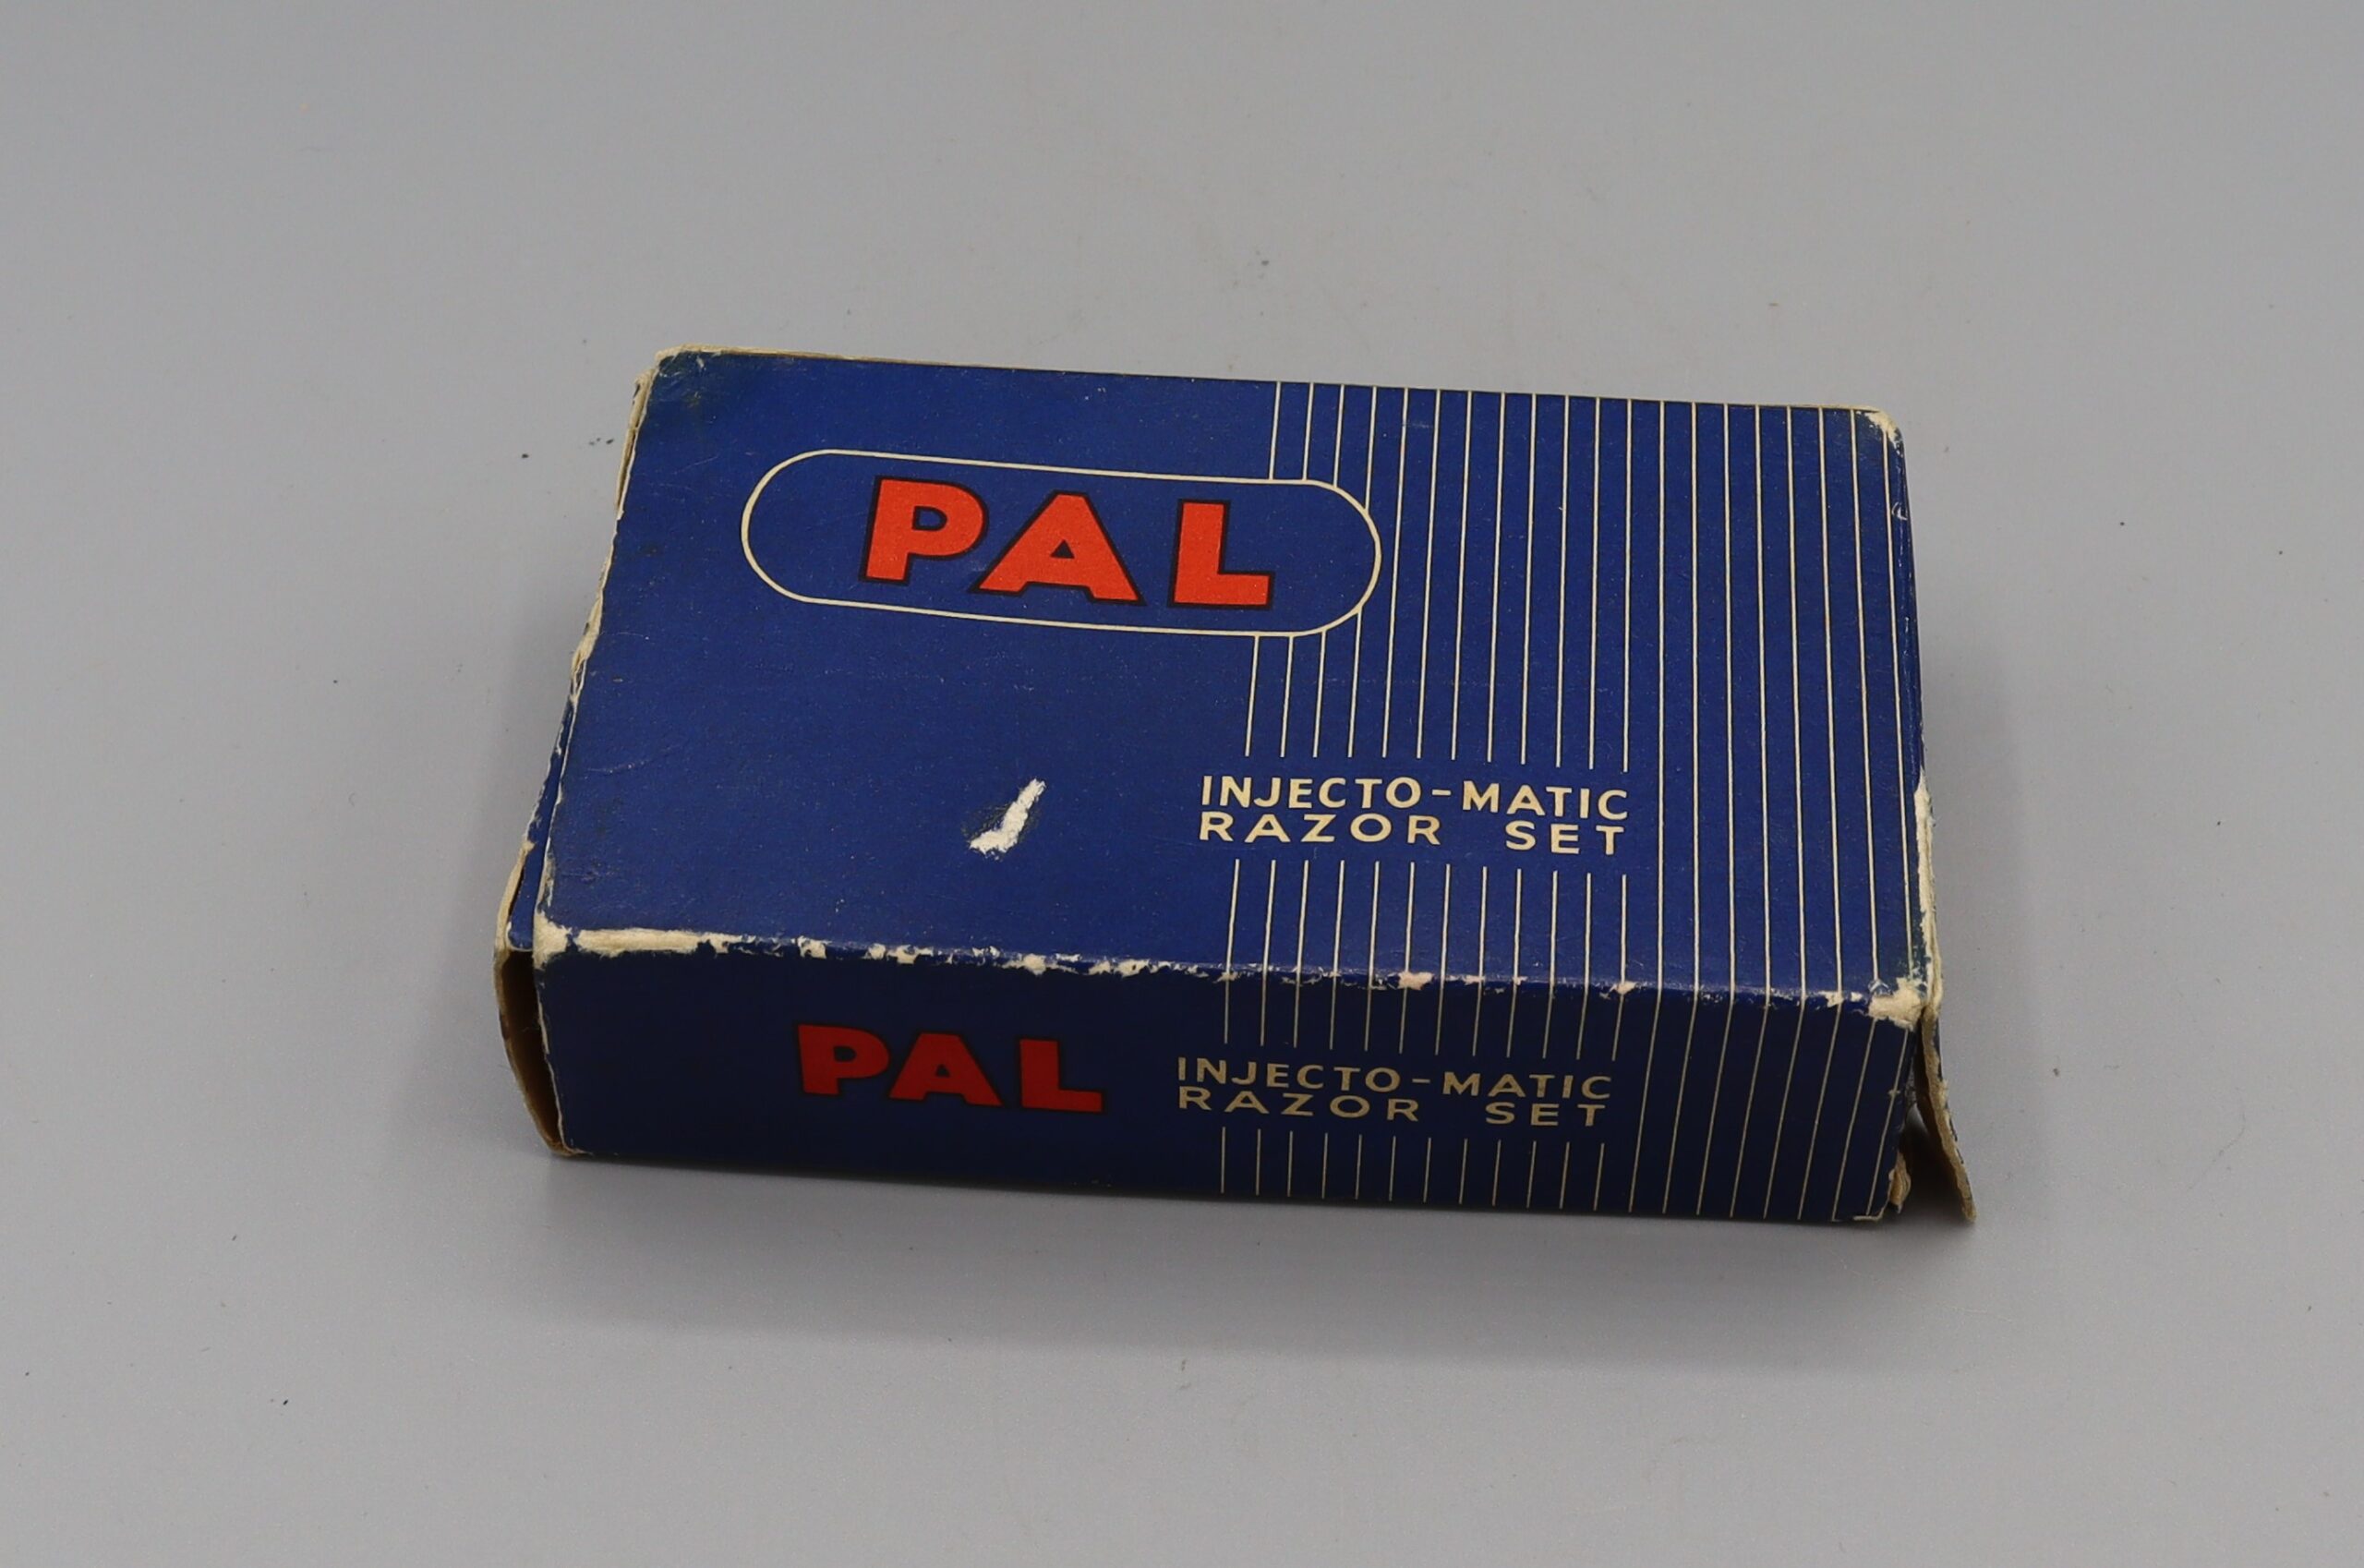 PAL
INJECTO-MATIC
RAZOR SET
PAL
INJECTO-MATIC
RAZOR SET